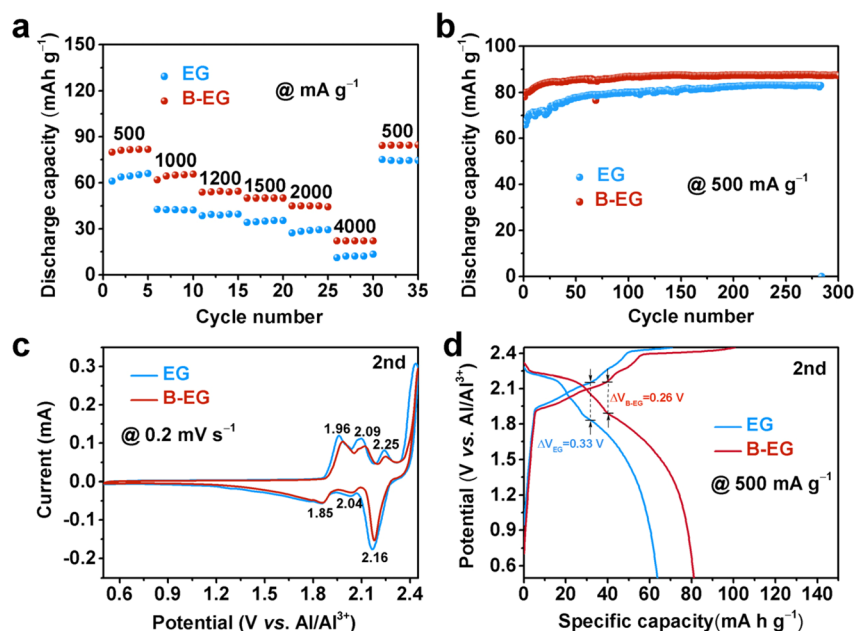 a
Discharge capacity (mAh g⁻¹)
150
120
90
60
30
0
EG
B-EG
@ mA g⁻¹
500
1000
1200
1500
2000
4000
500
0
5
10
15
20
25
30
35
Cycle number
b
Discharge capacity (mAh g⁻¹)
100
80
60
40
20
0
EG
B-EG
@ 500 mA g⁻¹
0
50
100
150
200
250
300
Cycle number
c
2nd
Current (mA)
0.3
0.2
0.1
0.0
-0.1
-0.2
EG
B-EG
@ 0.2 mV s⁻¹
1.96
2.09
2.25
1.85
2.04
2.16
0.6
0.9
1.2
1.5
1.8
2.1
2.4
Potential (V vs. Al/Al³⁺)
d
2nd
Potential (V vs. Al/Al³⁺)
2.4
2.1
1.8
1.5
1.2
0.9
0.6
ΔV_B-EG=0.26 V
ΔV_EG=0.33 V
EG
B-EG
@ 500 mA g⁻¹
0
20
40
60
80
100
120
140
Specific capacity(mA h g⁻¹)